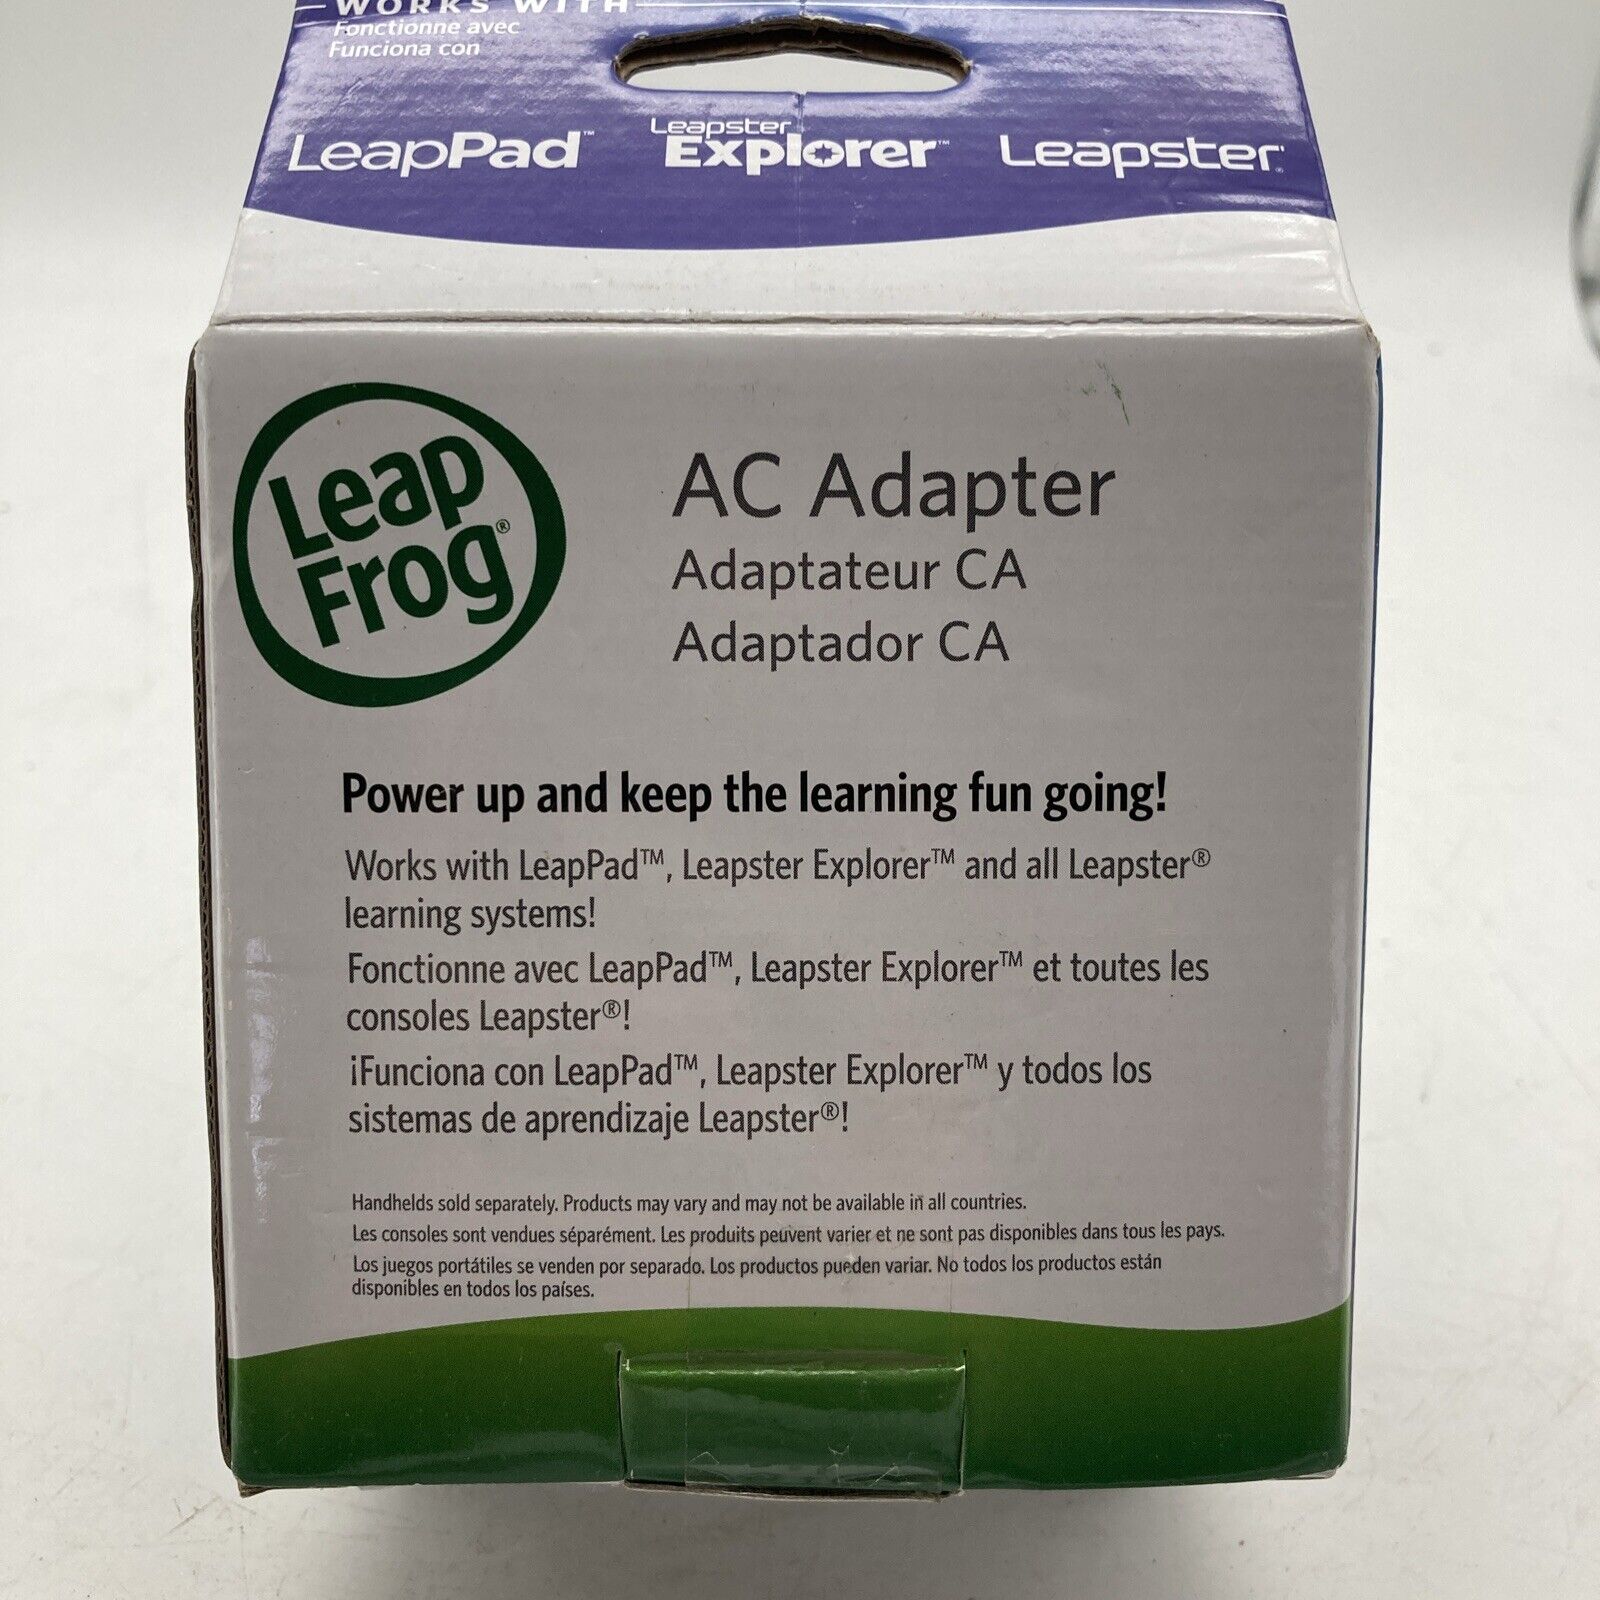 WORKS WITH
Fonctionne avec
Funciona con
LeapPad™
Leapster
Explorer™
Leapster®
Leap
Frog®
AC Adapter
Adaptateur CA
Adaptador CA
Power up and keep the learning fun going!
Works with LeapPad™, Leapster Explorer™ and all Leapster®
learning systems!
Fonctionne avec LeapPad™, Leapster Explorer™ et toutes les
consoles Leapster®!
¡Funciona con LeapPad™, Leapster Explorer™ y todos los
sistemas de aprendizaje Leapster®!
Handhelds sold separately. Products may vary and may not be available in all countries.
Les consoles sont vendues séparément. Les produits peuvent varier et ne sont pas disponibles dans tous les pays.
Los juegos portátiles se venden por separado. Los productos pueden variar. No todos los productos están
disponibles en todos los países.